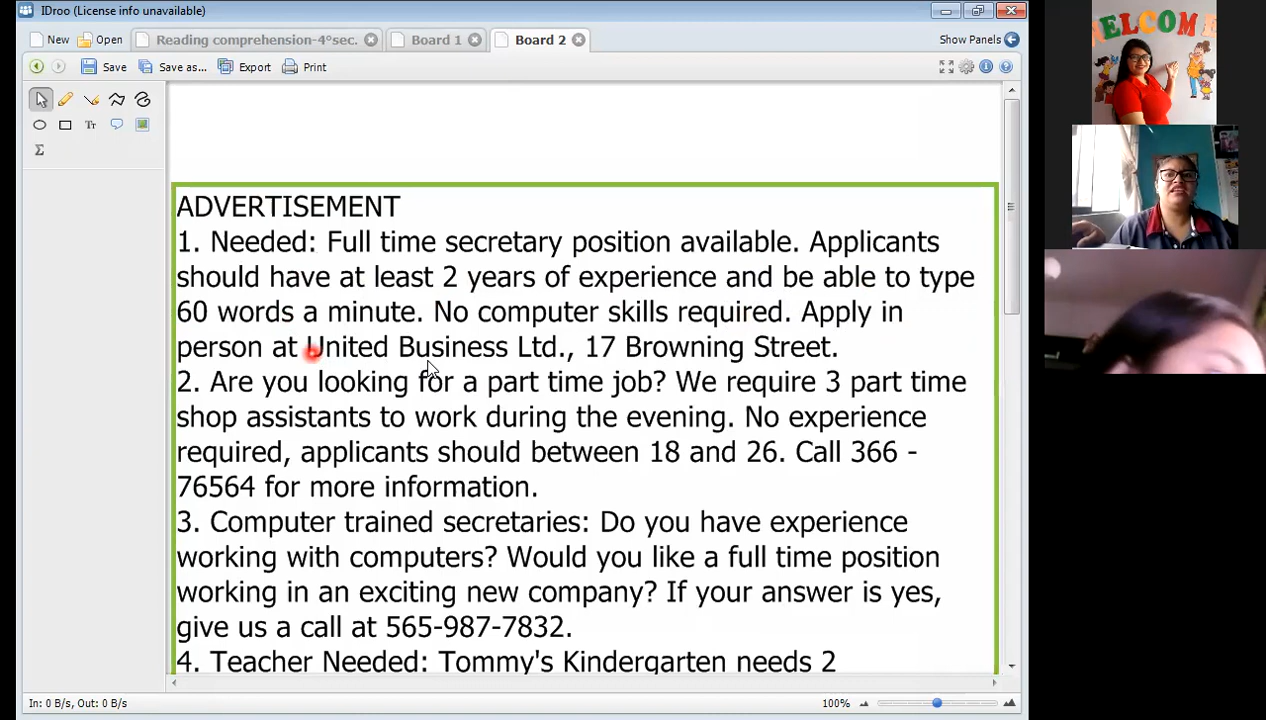 IDroo (License info unavailable)
New Open Reading comprehension-4°sec. Board 1 Board 2 Show Panels
Save Save as... Export Print
Tr
Σ
ADVERTISEMENT
1. Needed: Full time secretary position available. Applicants
should have at least 2 years of experience and be able to type
60 words a minute. No computer skills required. Apply in
person at United Business Ltd., 17 Browning Street.
2. Are you looking for a part time job? We require 3 part time
shop assistants to work during the evening. No experience
required, applicants should between 18 and 26. Call 366 -
76564 for more information.
3. Computer trained secretaries: Do you have experience
working with computers? Would you like a full time position
working in an exciting new company? If your answer is yes,
give us a call at 565-987-7832.
4. Teacher Needed: Tommy's Kindergarten needs 2
In: 0 B/s, Out: 0 B/s
100%
WELCOME